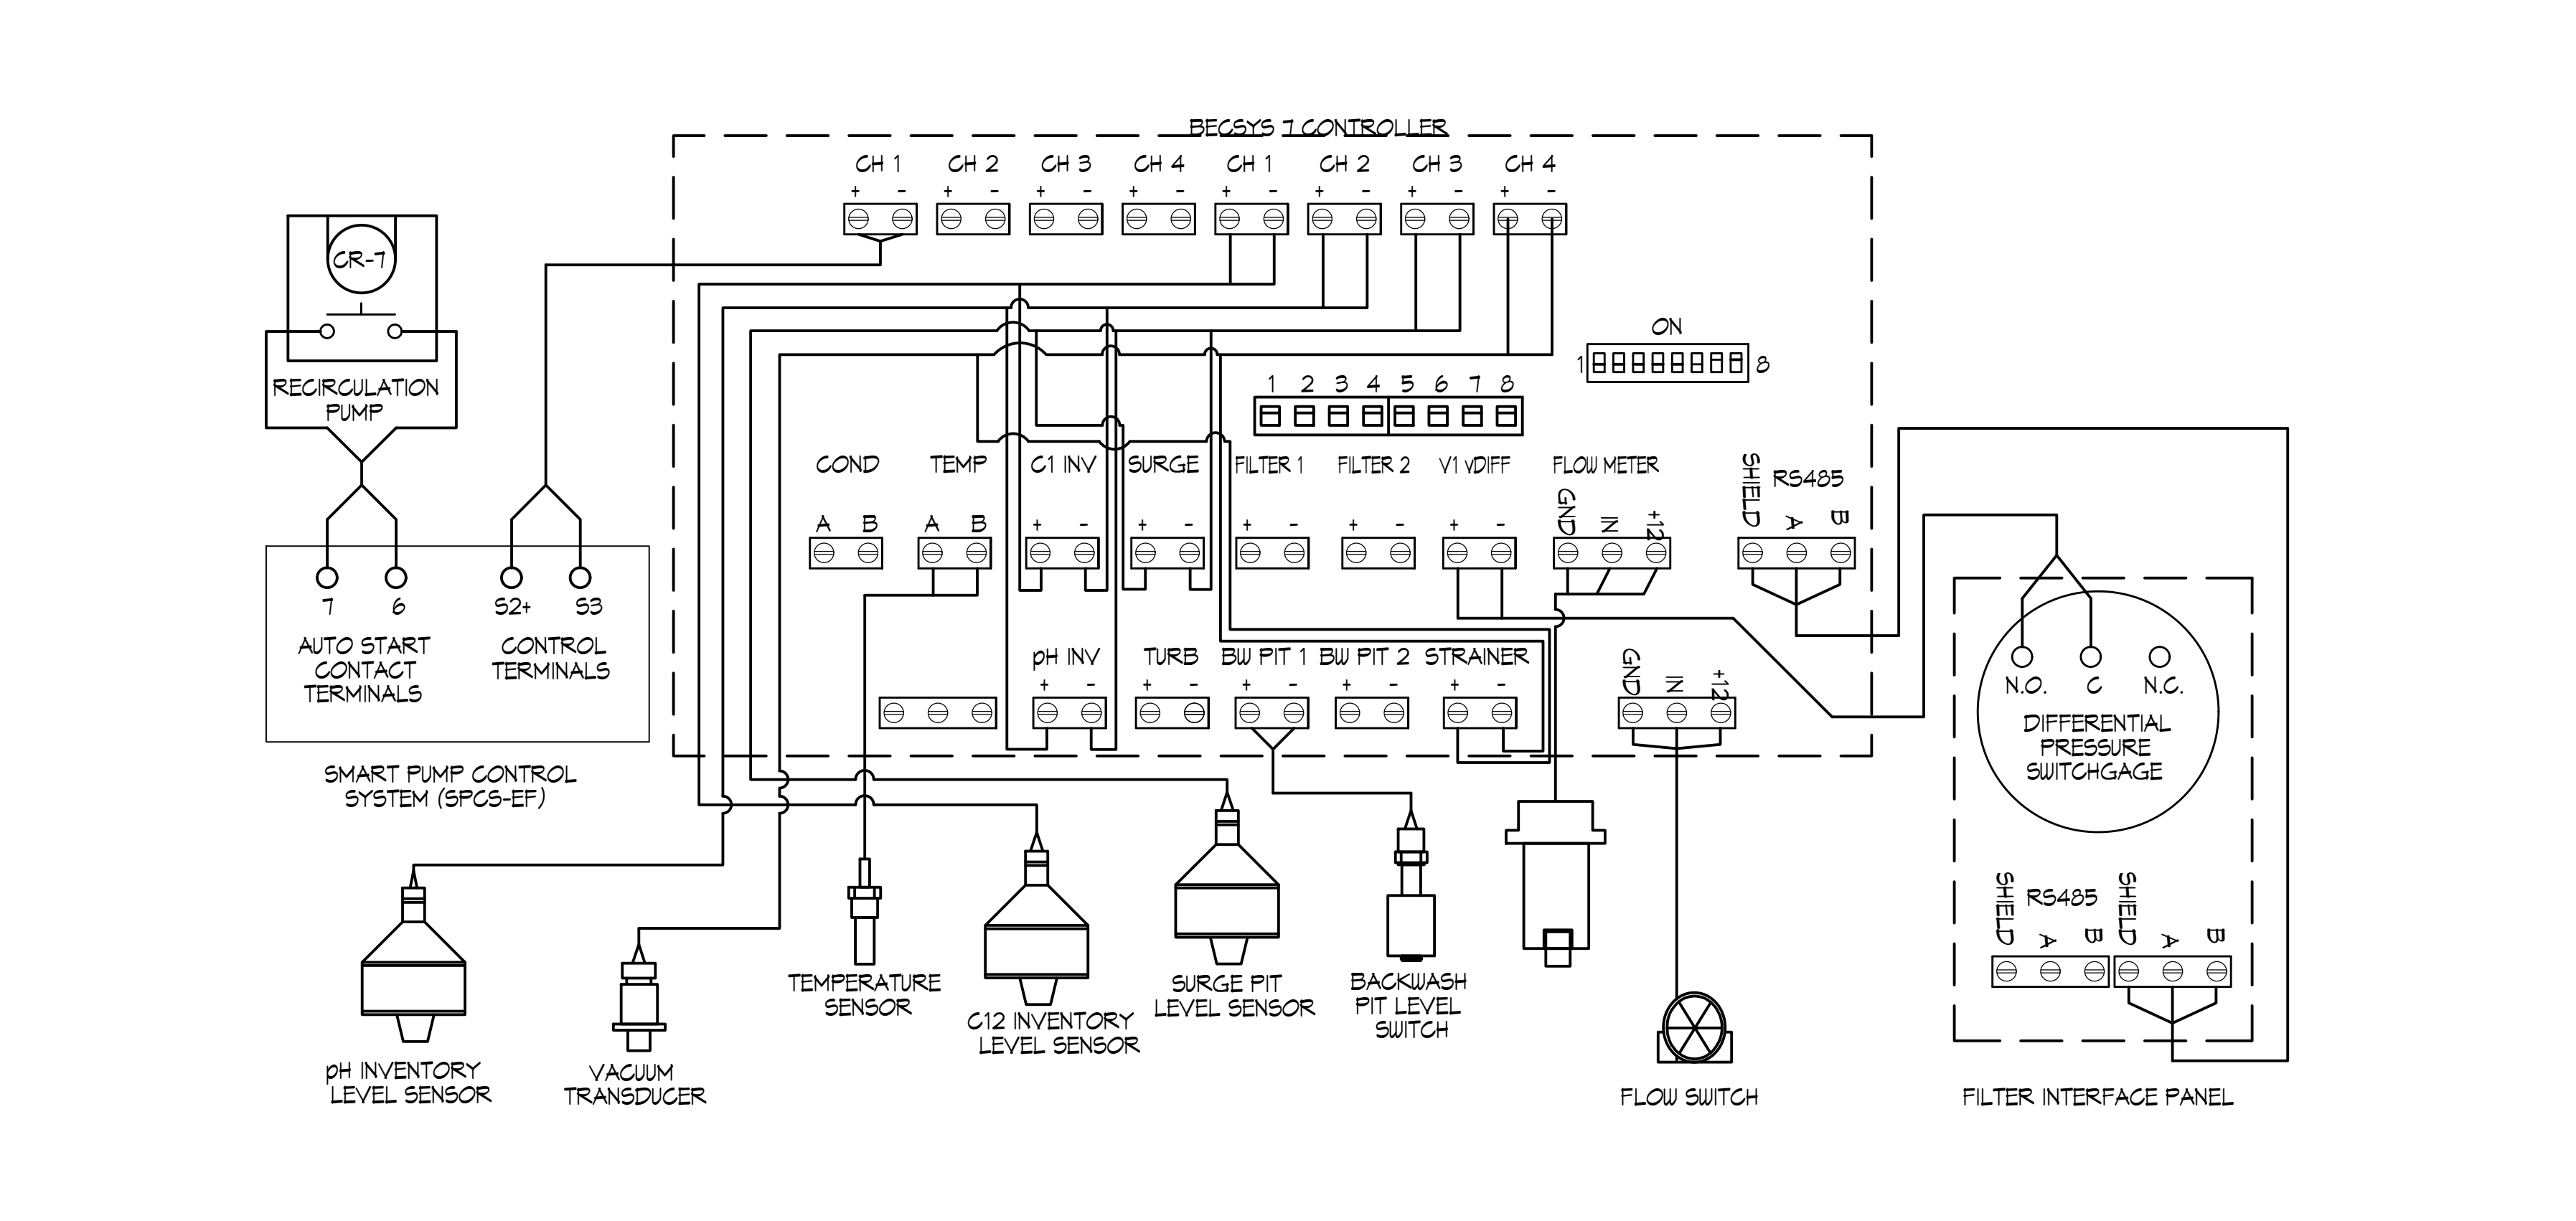 BECSYS 7 CONTROLLER
CH 1 CH 2 CH 3 CH 4 CH 1 CH 2 CH 3 CH 4
+ - + - + - + - + - + - + - + -
CR-7
RECIRCULATION
PUMP
ON
1 8
1 2 3 4 5 6 7 8
COND TEMP C1 INV SURGE FILTER 1 FILTER 2 V1 vDIFF FLOW METER
A B A B + - + - + - + - + - GND IN +12
RS485
SHIELD A B
7 6 S2+ S3
AUTO START
CONTACT
TERMINALS
CONTROL
TERMINALS
SMART PUMP CONTROL
SYSTEM (SPCS-EF)
pH INV TURB BW PIT 1 BW PIT 2 STRAINER
+ - + - + - + - + - GND IN +12
N.O. C N.C.
DIFFERENTIAL
PRESSURE
SWITCHGAGE
RS485
SHIELD A B SHIELD A B
pH INVENTORY
LEVEL SENSOR
VACUUM
TRANSDUCER
TEMPERATURE
SENSOR
C12 INVENTORY
LEVEL SENSOR
SURGE PIT
LEVEL SENSOR
BACKWASH
PIT LEVEL
SWITCH
FLOW SWITCH
FILTER INTERFACE PANEL